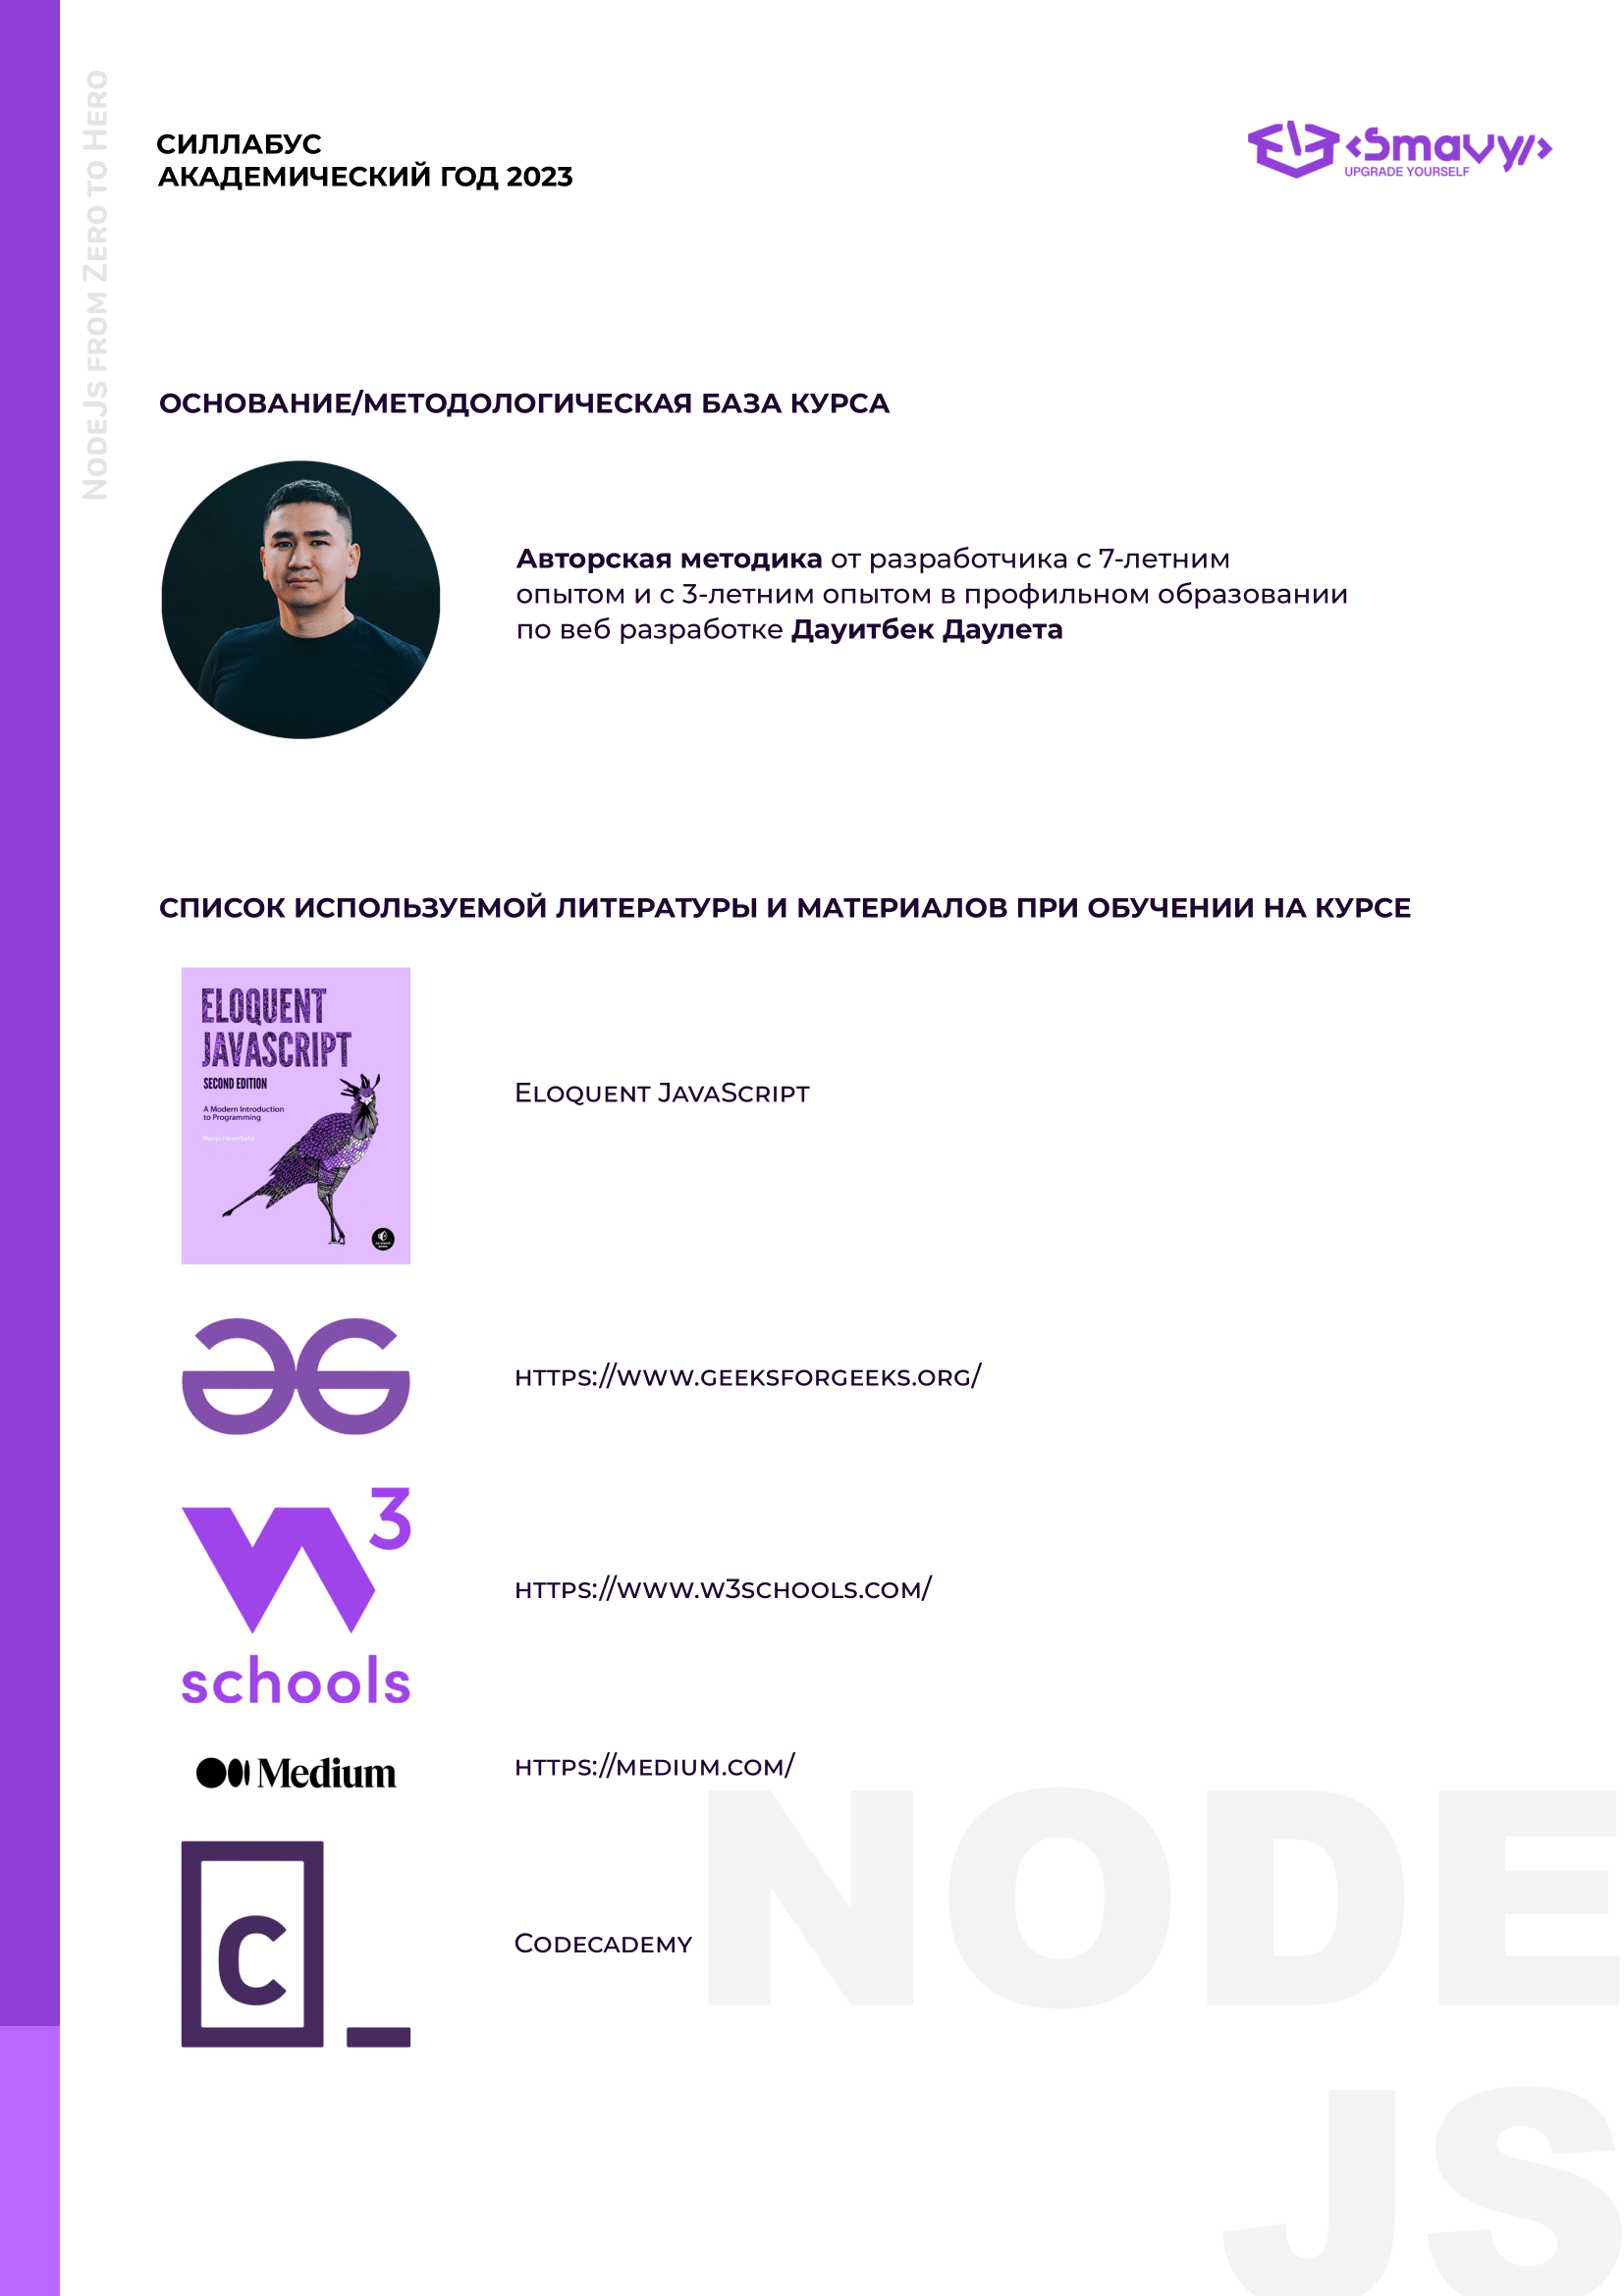 NodeJs from Zero to Hero
СИЛЛАБУС
АКАДЕМИЧЕСКИЙ ГОД 2023
<Smavy/>
UPGRADE YOURSELF
ОСНОВАНИЕ/МЕТОДОЛОГИЧЕСКАЯ БАЗА КУРСА
Авторская методика от разработчика с 7-летним
опытом и с 3-летним опытом в профильном образовании
по веб разработке Дауитбек Даулета
СПИСОК ИСПОЛЬЗУЕМОЙ ЛИТЕРАТУРЫ И МАТЕРИАЛОВ ПРИ ОБУЧЕНИИ НА КУРСЕ
ELOQUENT
JAVASCRIPT
SECOND EDITION
A Modern Introduction
to Programming
Marijn Haverbeke
Eloquent JavaScript
https://www.geeksforgeeks.org/
W3
schools
https://www.w3schools.com/
Medium
https://medium.com/
C_
Codecademy
NODE
JS